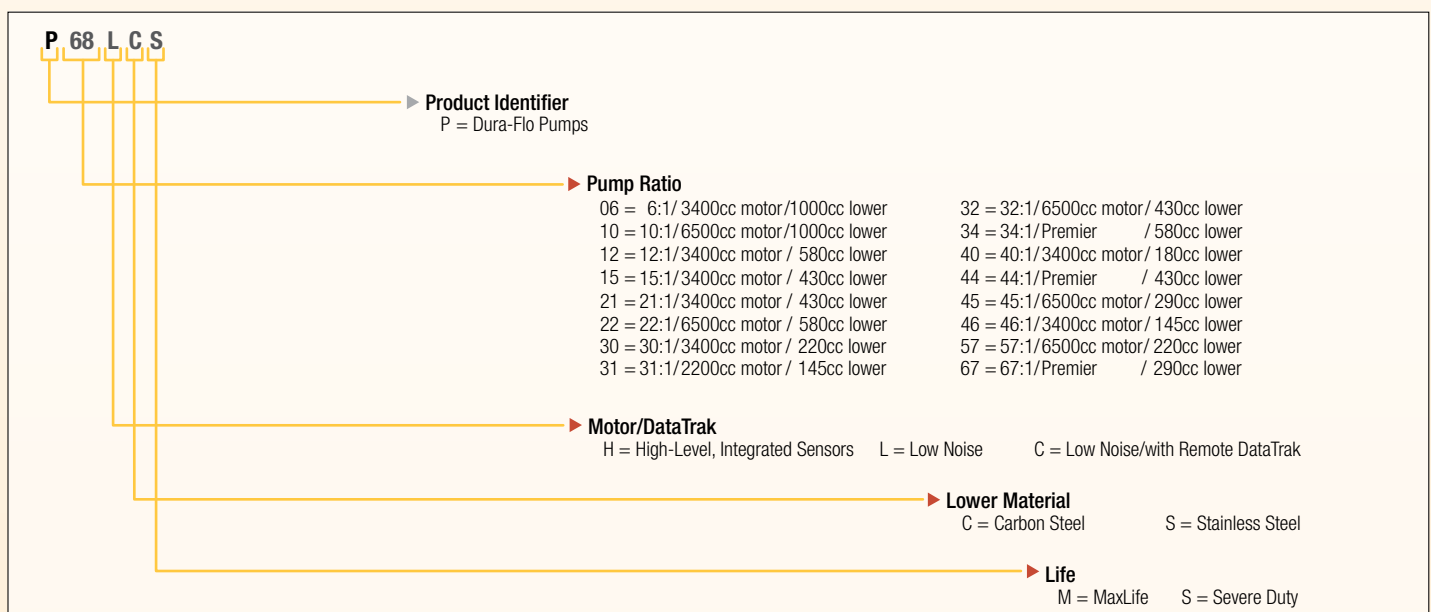 P 68 L C S
Product Identifier
P = Dura-Flo Pumps
Pump Ratio
06 = 6:1/ 3400cc motor/1000cc lower
10 = 10:1/6500cc motor/1000cc lower
12 = 12:1/3400cc motor / 580cc lower
15 = 15:1/3400cc motor / 430cc lower
21 = 21:1/3400cc motor / 430cc lower
22 = 22:1/6500cc motor / 580cc lower
30 = 30:1/3400cc motor / 220cc lower
31 = 31:1/2200cc motor / 145cc lower
32 = 32:1/6500cc motor/ 430cc lower
34 = 34:1/Premier / 580cc lower
40 = 40:1/3400cc motor/ 180cc lower
44 = 44:1/Premier / 430cc lower
45 = 45:1/6500cc motor/ 290cc lower
46 = 46:1/3400cc motor/ 145cc lower
57 = 57:1/6500cc motor/ 220cc lower
67 = 67:1/Premier / 290cc lower
Motor/DataTrak
H = High-Level, Integrated Sensors L = Low Noise C = Low Noise/with Remote DataTrak
Lower Material
C = Carbon Steel S = Stainless Steel
Life
M = MaxLife S = Severe Duty